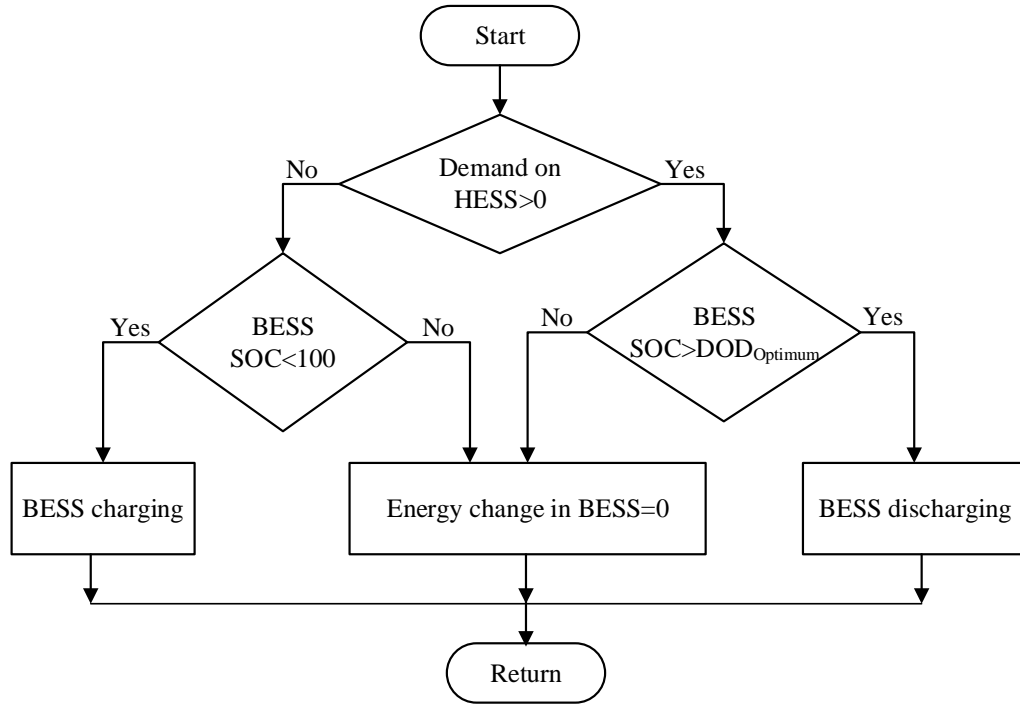 Start
Demand on
HESS>0
No
Yes
BESS
SOC<100
Yes
No
BESS
SOC>DODOptimum
No
Yes
BESS charging
Energy change in BESS=0
BESS discharging
Return